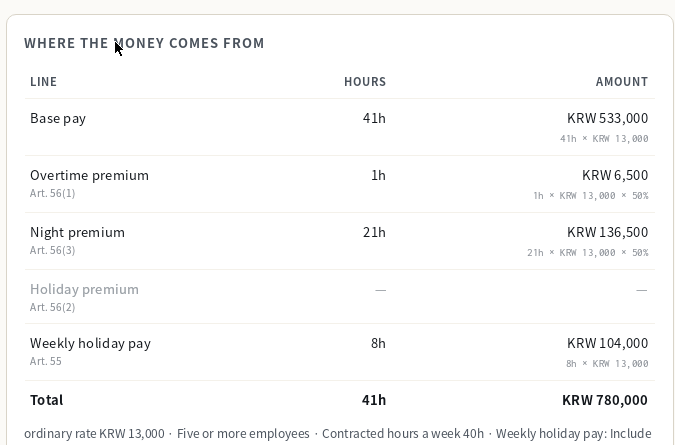 WHERE THE MONEY COMES FROM
LINE HOURS AMOUNT
Base pay 41h KRW 533,000
41h × KRW 13,000
Overtime premium 1h KRW 6,500
Art. 56(1) 1h × KRW 13,000 × 50%
Night premium 21h KRW 136,500
Art. 56(3) 21h × KRW 13,000 × 50%
Holiday premium — —
Art. 56(2)
Weekly holiday pay 8h KRW 104,000
Art. 55 8h × KRW 13,000
Total 41h KRW 780,000
ordinary rate KRW 13,000 · Five or more employees · Contracted hours a week 40h · Weekly holiday pay: Include